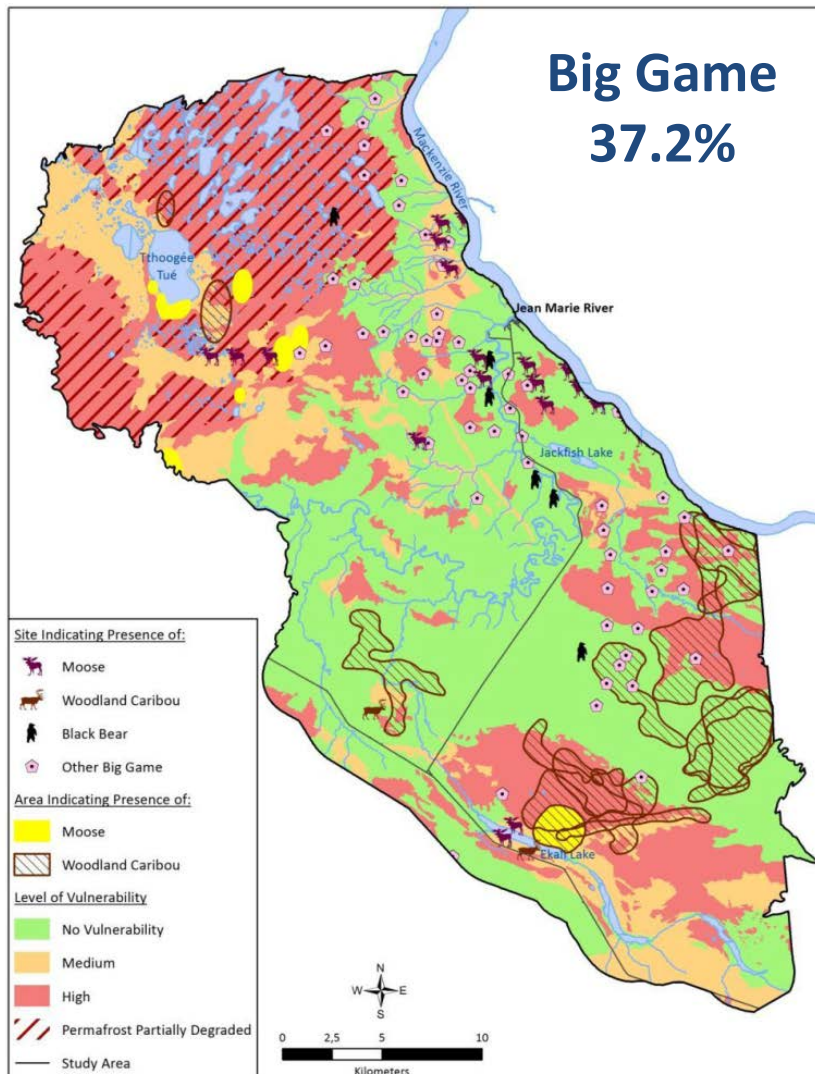 Big Game
37.2%
Mackenzie River
Tthoogée
Tué
Jean Marie River
Jackfish Lake
Ekali Lake
Site Indicating Presence of:
Moose
Woodland Caribou
Black Bear
Other Big Game
Area Indicating Presence of:
Moose
Woodland Caribou
Level of Vulnerability
No Vulnerability
Medium
High
Permafrost Partially Degraded
Study Area
N
W E
S
0 2,5 5 10
Kilometers